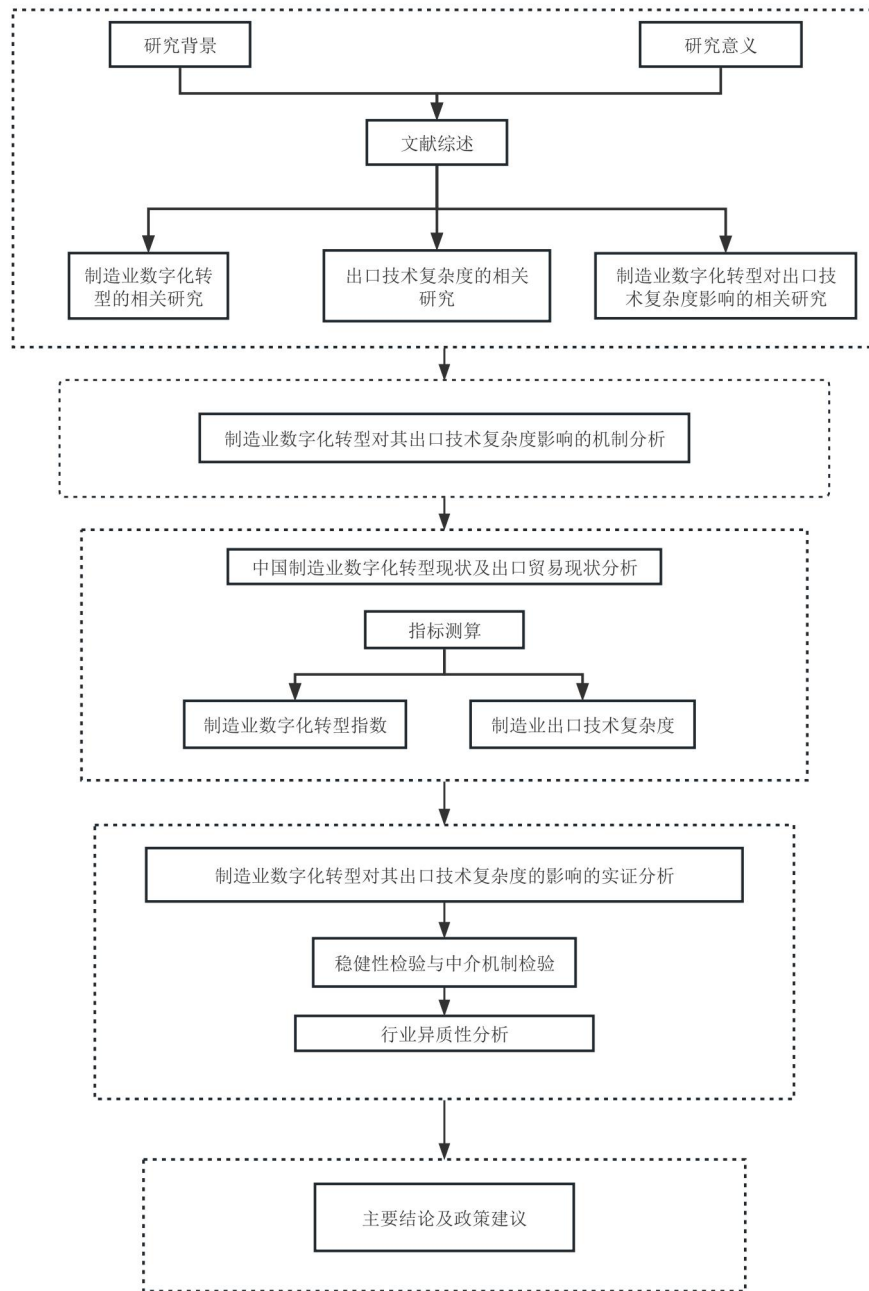 研究背景
研究意义
文献综述
制造业数字化转
型的相关研究
出口技术复杂度的相关
研究
制造业数字化转型对出口技
术复杂度影响的相关研究
制造业数字化转型对其出口技术复杂度影响的机制分析
中国制造业数字化转型现状及出口贸易现状分析
指标测算
制造业数字化转型指数
制造业出口技术复杂度
制造业数字化转型对其出口技术复杂度的影响的实证分析
稳健性检验与中介机制检验
行业异质性分析
主要结论及政策建议